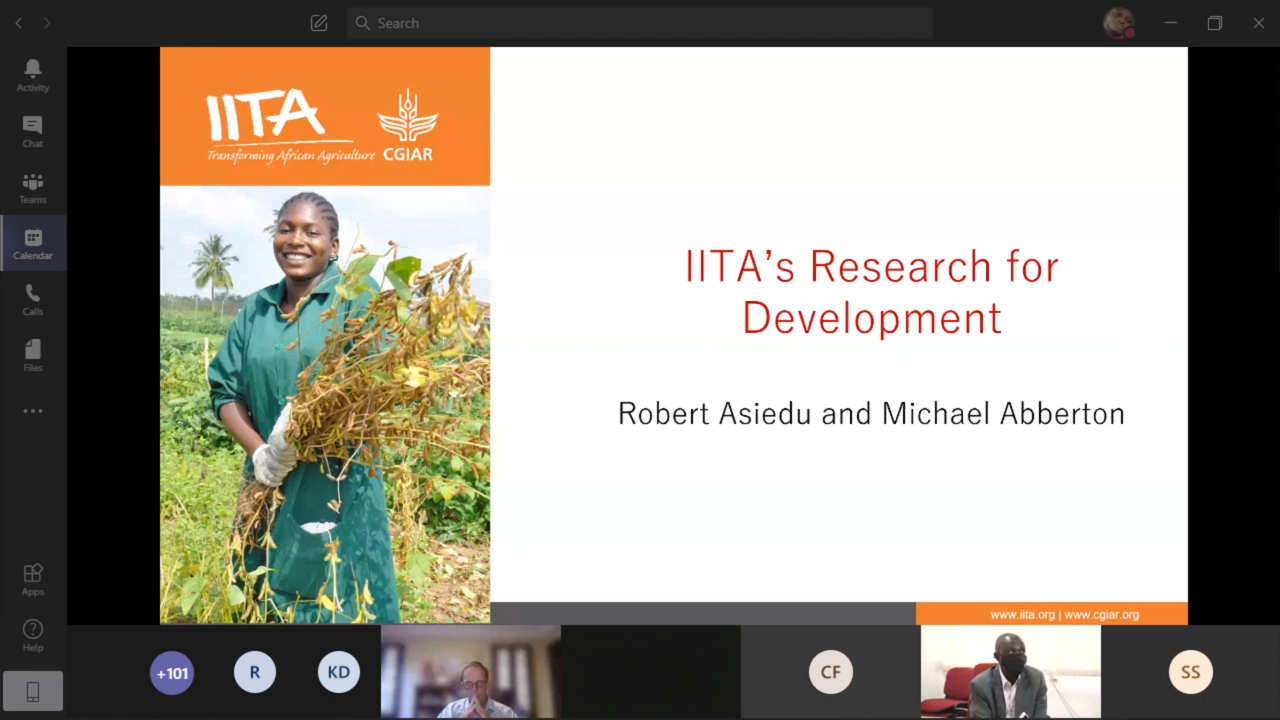 Search
Activity
Chat
Teams
Calendar
Calls
Files
Apps
Help
IITA
Transforming African Agriculture
CGIAR
IITA's Research for
Development
Robert Asiedu and Michael Abberton
www.iita.org | www.cgiar.org
+101
R
KD
CF
SS